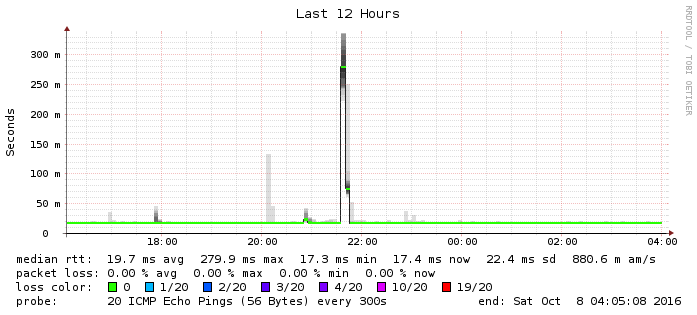 Last 12 Hours
RRDTOOL / TOBI OETIKER
Seconds
300 m
250 m
200 m
150 m
100 m
50 m
0
18:00 20:00 22:00 00:00 02:00 04:00
median rtt: 19.7 ms avg 279.9 ms max 17.3 ms min 17.4 ms now 22.4 ms sd 880.6 m am/s
packet loss: 0.00 % avg 0.00 % max 0.00 % min 0.00 % now
loss color: 0 1/20 2/20 3/20 4/20 10/20 19/20
probe: 20 ICMP Echo Pings (56 Bytes) every 300s end: Sat Oct 8 04:05:08 2016